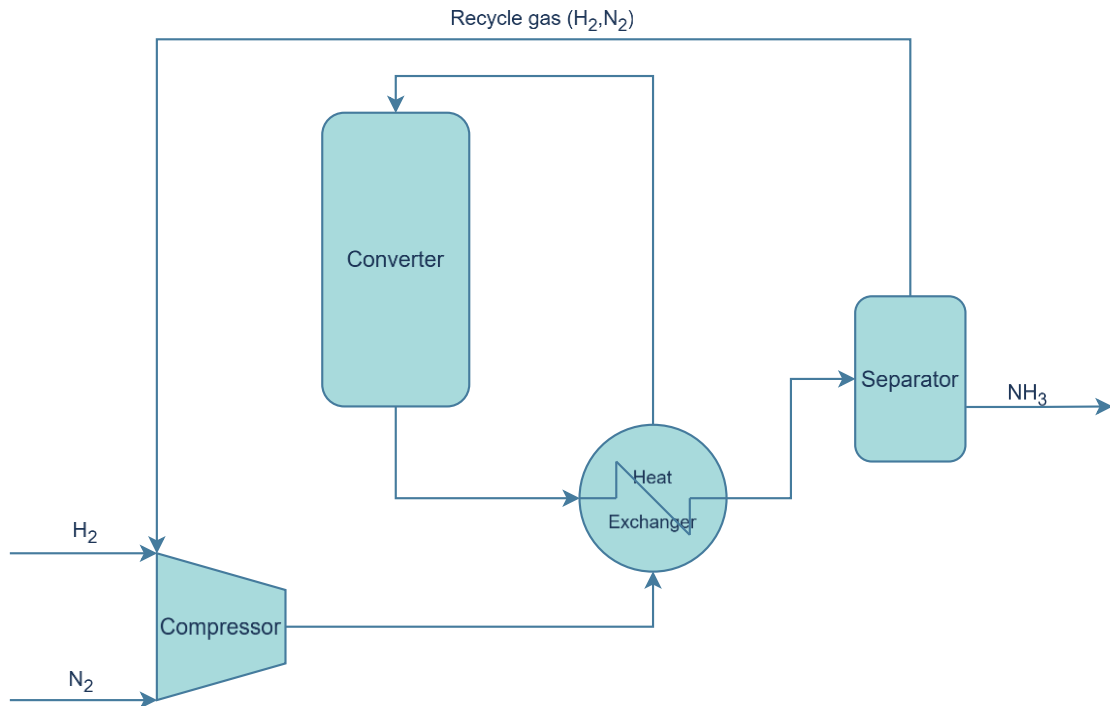 Recycle gas (H₂,N₂)
Converter
Separator
NH₃
Heat
Exchanger
H₂
Compressor
N₂